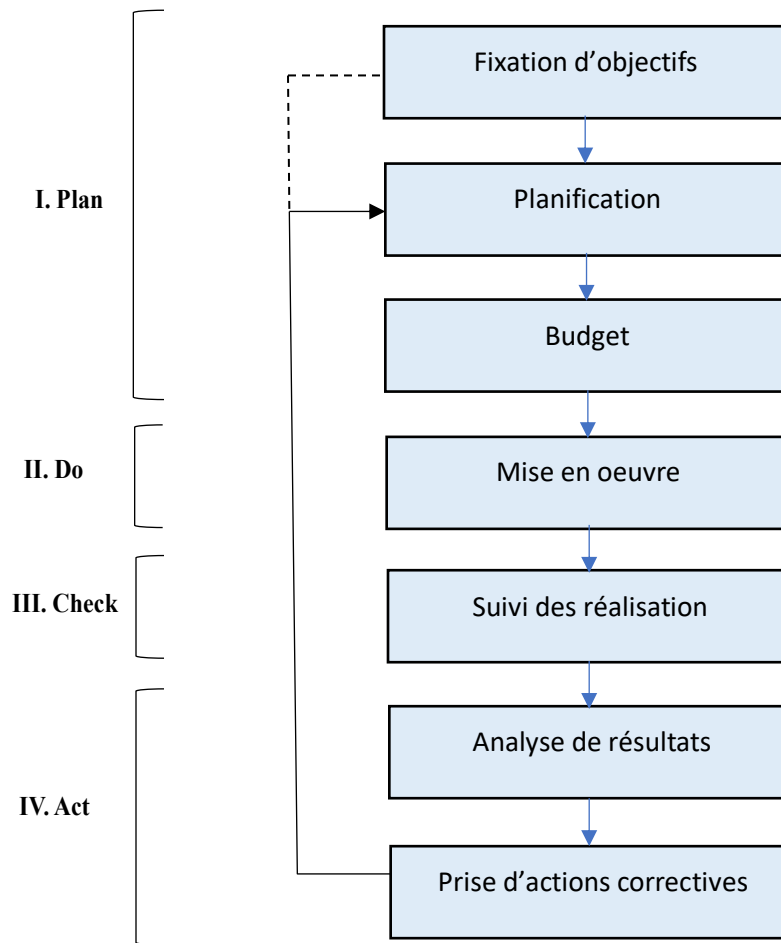 Fixation d’objectifs
I. Plan
Planification
Budget
II. Do
Mise en oeuvre
III. Check
Suivi des réalisation
Analyse de résultats
IV. Act
Prise d’actions correctives